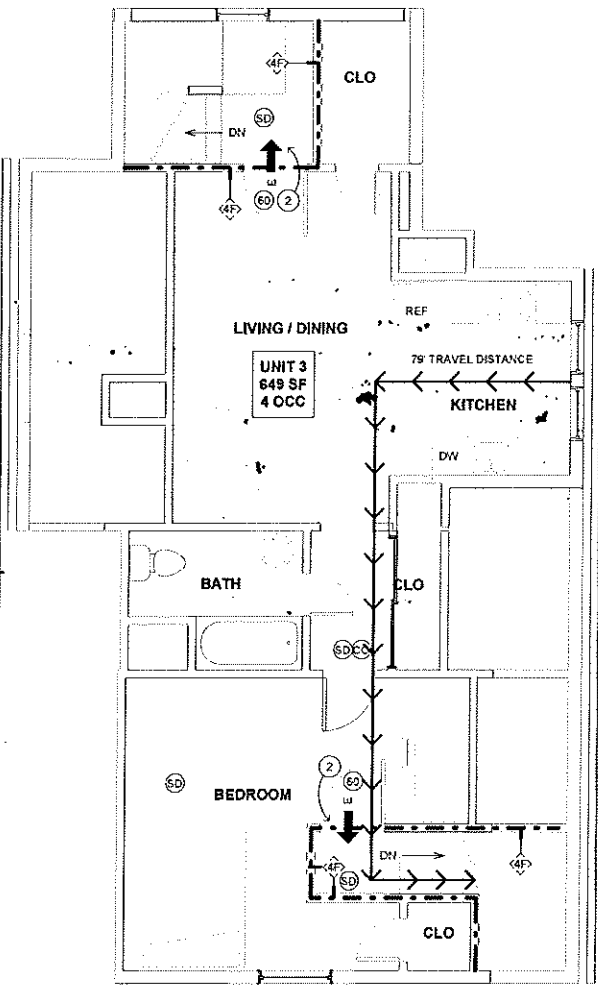 4F
CLO
SD
DN
E
4F
60
2
REF
LIVING / DINING
79' TRAVEL DISTANCE
UNIT 3
649 SF
4 OCC
KITCHEN
DW
BATH
CLO
SD
CO
2
SD
60
BEDROOM
E
DN
4F
4F
SD
CLO